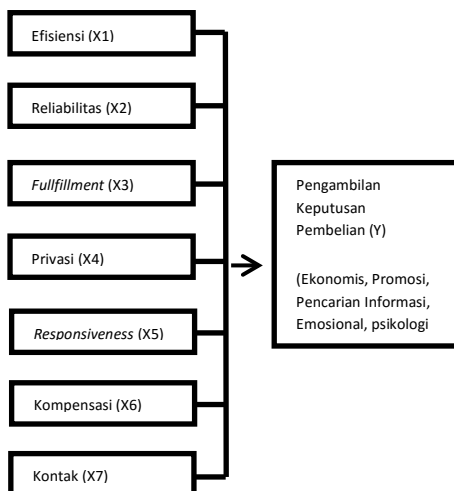 Efisiensi (X1)
Reliabilitas (X2)
Fullfillment (X3)
Privasi (X4)
Responsiveness (X5)
Kompensasi (X6)
Kontak (X7)
Pengambilan
Keputusan
Pembelian (Y)
(Ekonomis, Promosi,
Pencarian Informasi,
Emosional, psikologi